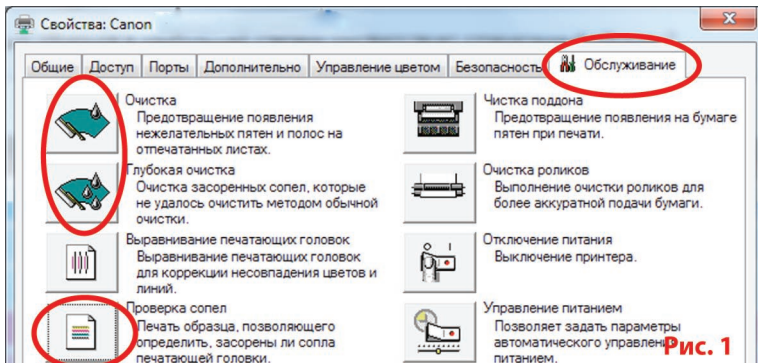 Свойства: Canon
Общие Доступ Порты Дополнительно Управление цветом Безопасность Обслуживание
Очистка
Предотвращение появления
нежелательных пятен и полос на
отпечатанных листах.
Глубокая очистка
Очистка засоренных сопел, которые
не удалось очистить методом обычной
очистки.
Выравнивание печатающих головок
Выравнивание печатающих головок
для коррекции несовпадения цветов и
линий.
Проверка сопел
Печать образца, позволяющего
определить, засорены ли сопла
печатающей головки.
Чистка поддона
Предотвращение появления на бумаге
пятен при печати.
Очистка роликов
Выполнение очистки роликов для
более аккуратной подачи бумаги.
Отключение питания
Выключение принтера.
Управление питанием
Позволяет задать параметры
автоматического управления
питанием.
Рис. 1